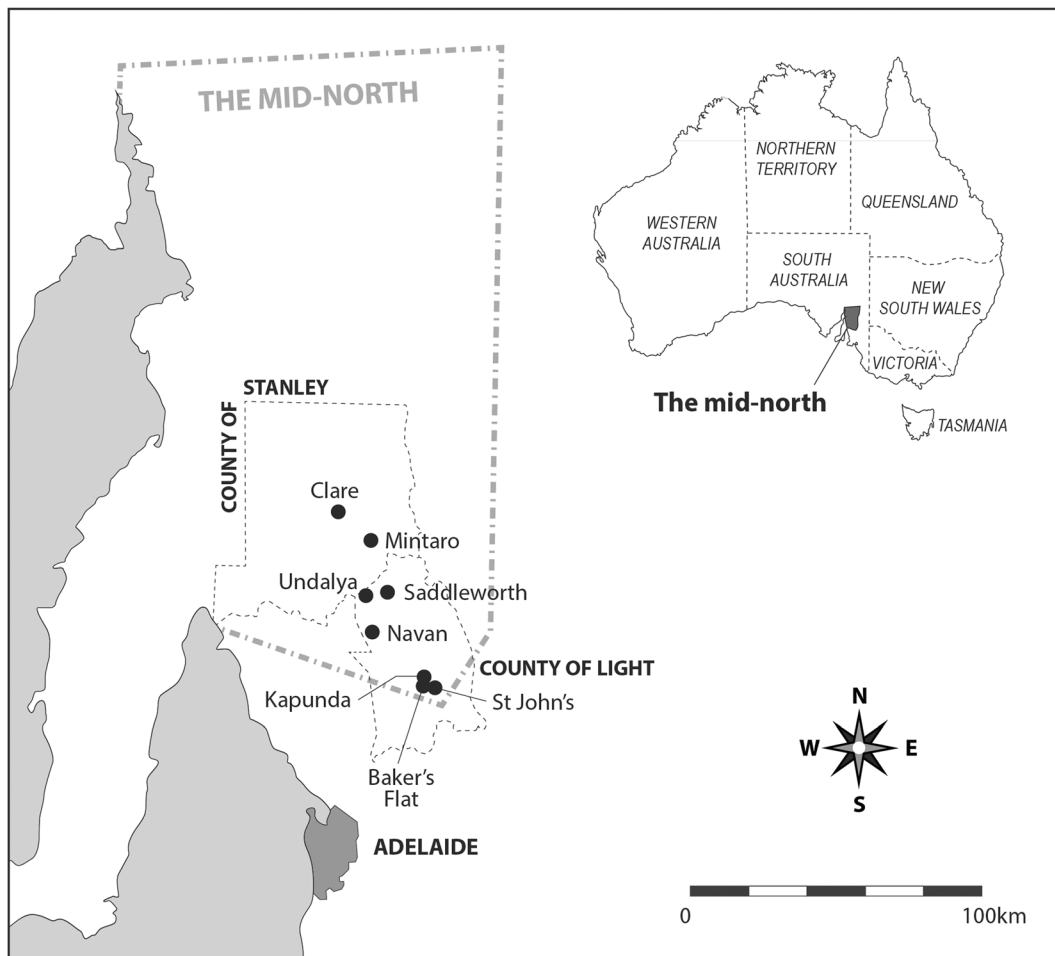 THE MID-NORTH
NORTHERN
TERRITORY
QUEENSLAND
WESTERN
AUSTRALIA
SOUTH
AUSTRALIA
NEW
SOUTH WALES
VICTORIA
The mid-north
TASMANIA
STANLEY
COUNTY OF
Clare
Mintaro
Undalya
Saddleworth
Navan
COUNTY OF LIGHT
Kapunda
St John's
Baker's
Flat
ADELAIDE
N
W
E
S
0
100km